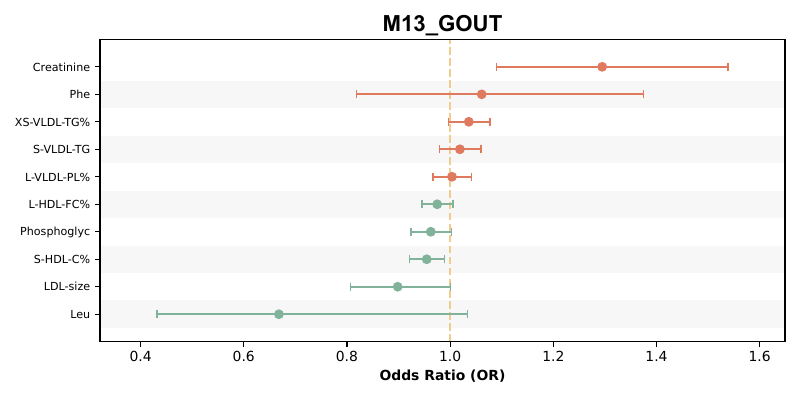 M13_GOUT
Creatinine
Phe
XS-VLDL-TG%
S-VLDL-TG
L-VLDL-PL%
L-HDL-FC%
Phosphoglyc
S-HDL-C%
LDL-size
Leu
0.4 0.6 0.8 1.0 1.2 1.4 1.6
Odds Ratio (OR)